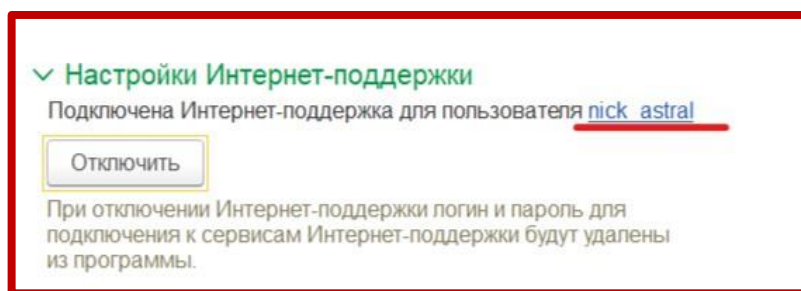 Настройки Интернет-поддержки
Подключена Интернет-поддержка для пользователя nick_astral
Отключить
При отключении Интернет-поддержки логин и пароль для
подключения к сервисам Интернет-поддержки будут удалены
из программы.